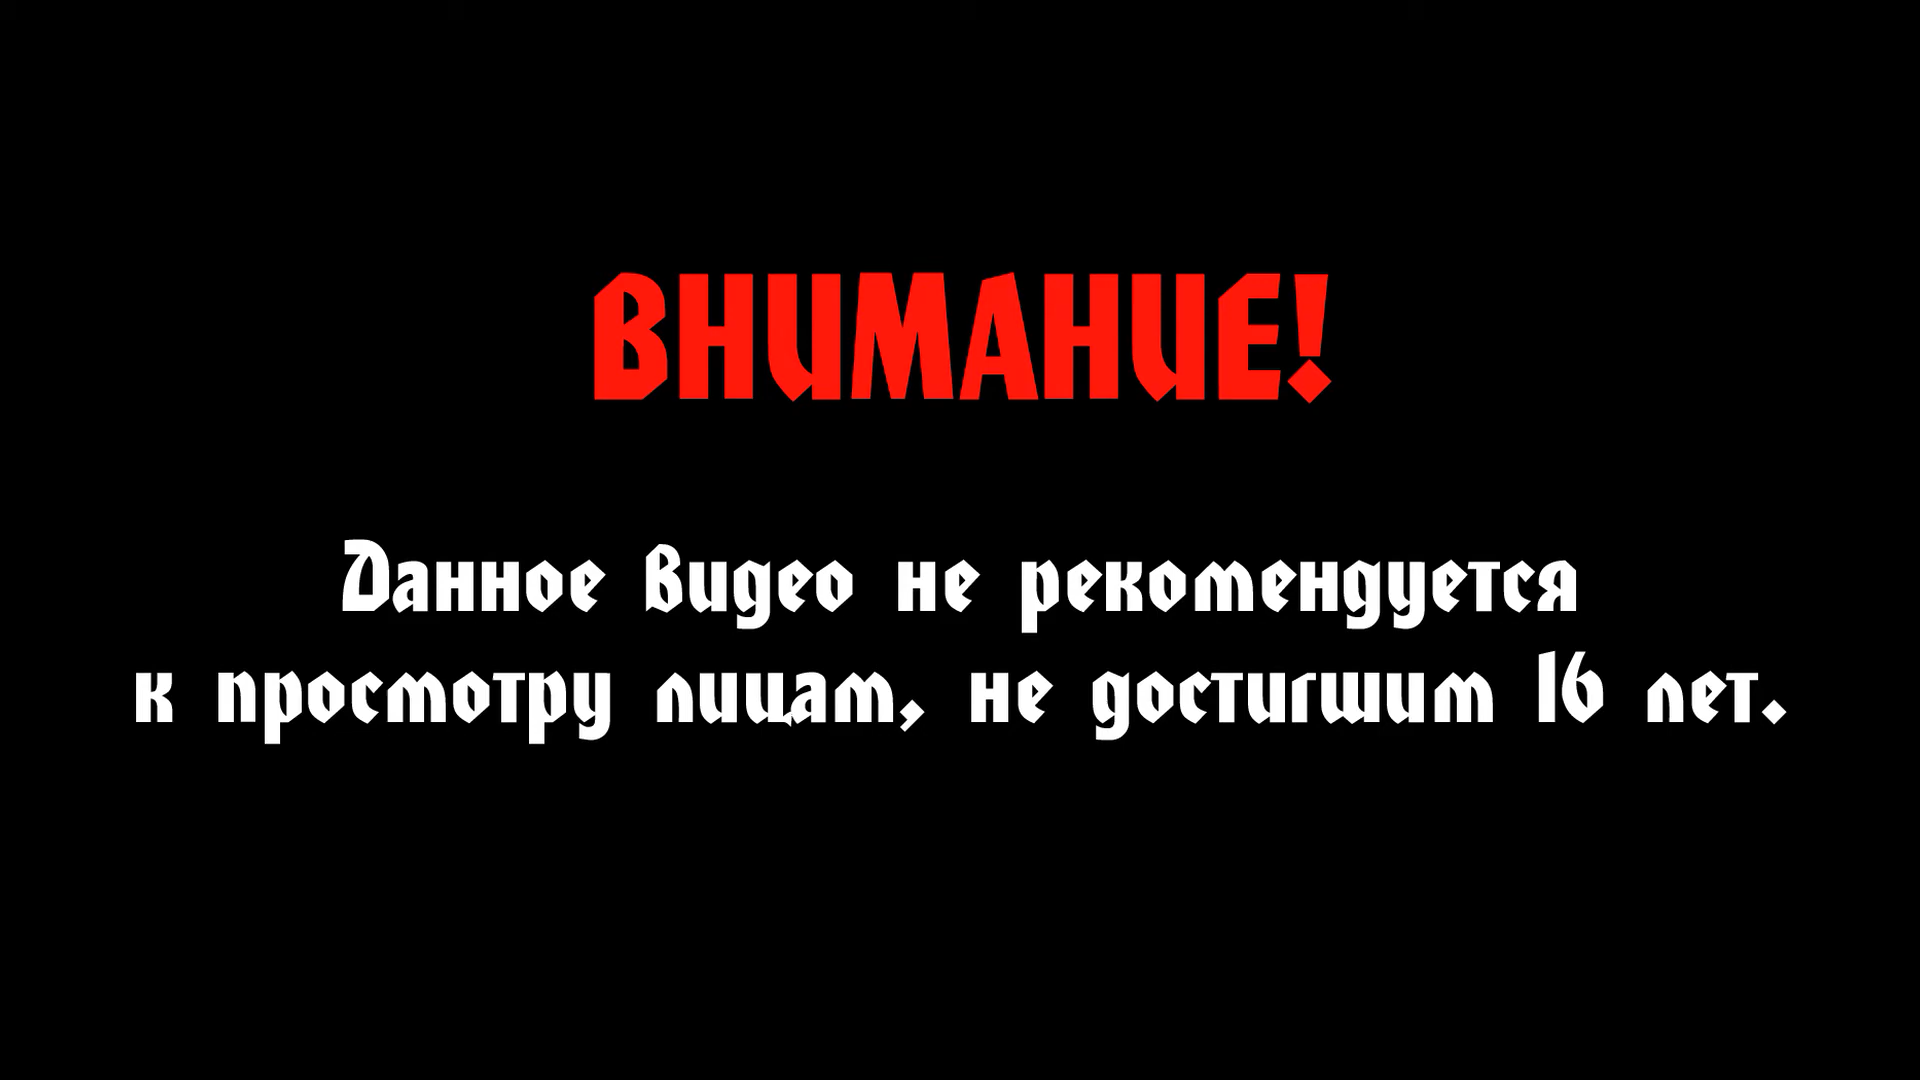 ВНИМАНИЕ!
Данное видео не рекомендуется
к просмотру лицам, не достигшим 16 лет.